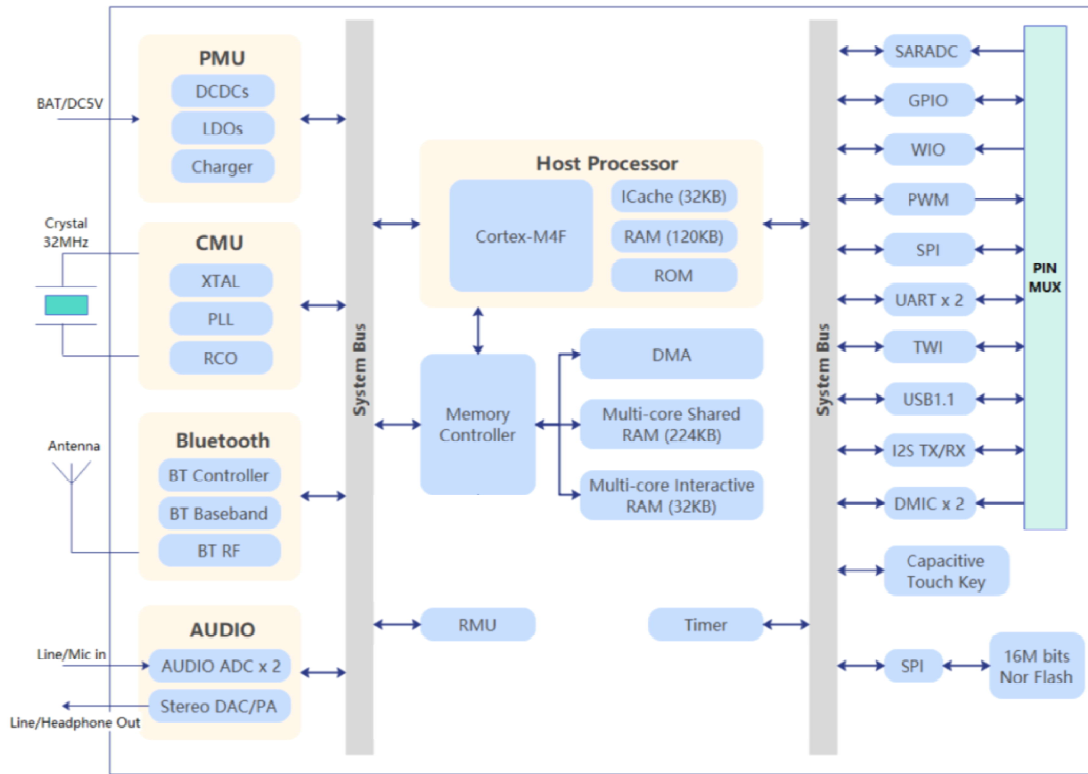 PMU
DCDCs
LDOs
Charger
BAT/DC5V
Crystal
32MHz
CMU
XTAL
PLL
RCO
Antenna
Bluetooth
BT Controller
BT Baseband
BT RF
AUDIO
Line/Mic in
AUDIO ADC x 2
Stereo DAC/PA
Line/Headphone Out
System Bus
Host Processor
Cortex-M4F
ICache (32KB)
RAM (120KB)
ROM
Memory
Controller
DMA
Multi-core Shared
RAM (224KB)
Multi-core Interactive
RAM (32KB)
RMU
Timer
System Bus
SARADC
GPIO
WIO
PWM
SPI
UART x 2
TWI
USB1.1
I2S TX/RX
DMIC x 2
PIN
MUX
Capacitive
Touch Key
SPI
16M bits
Nor Flash